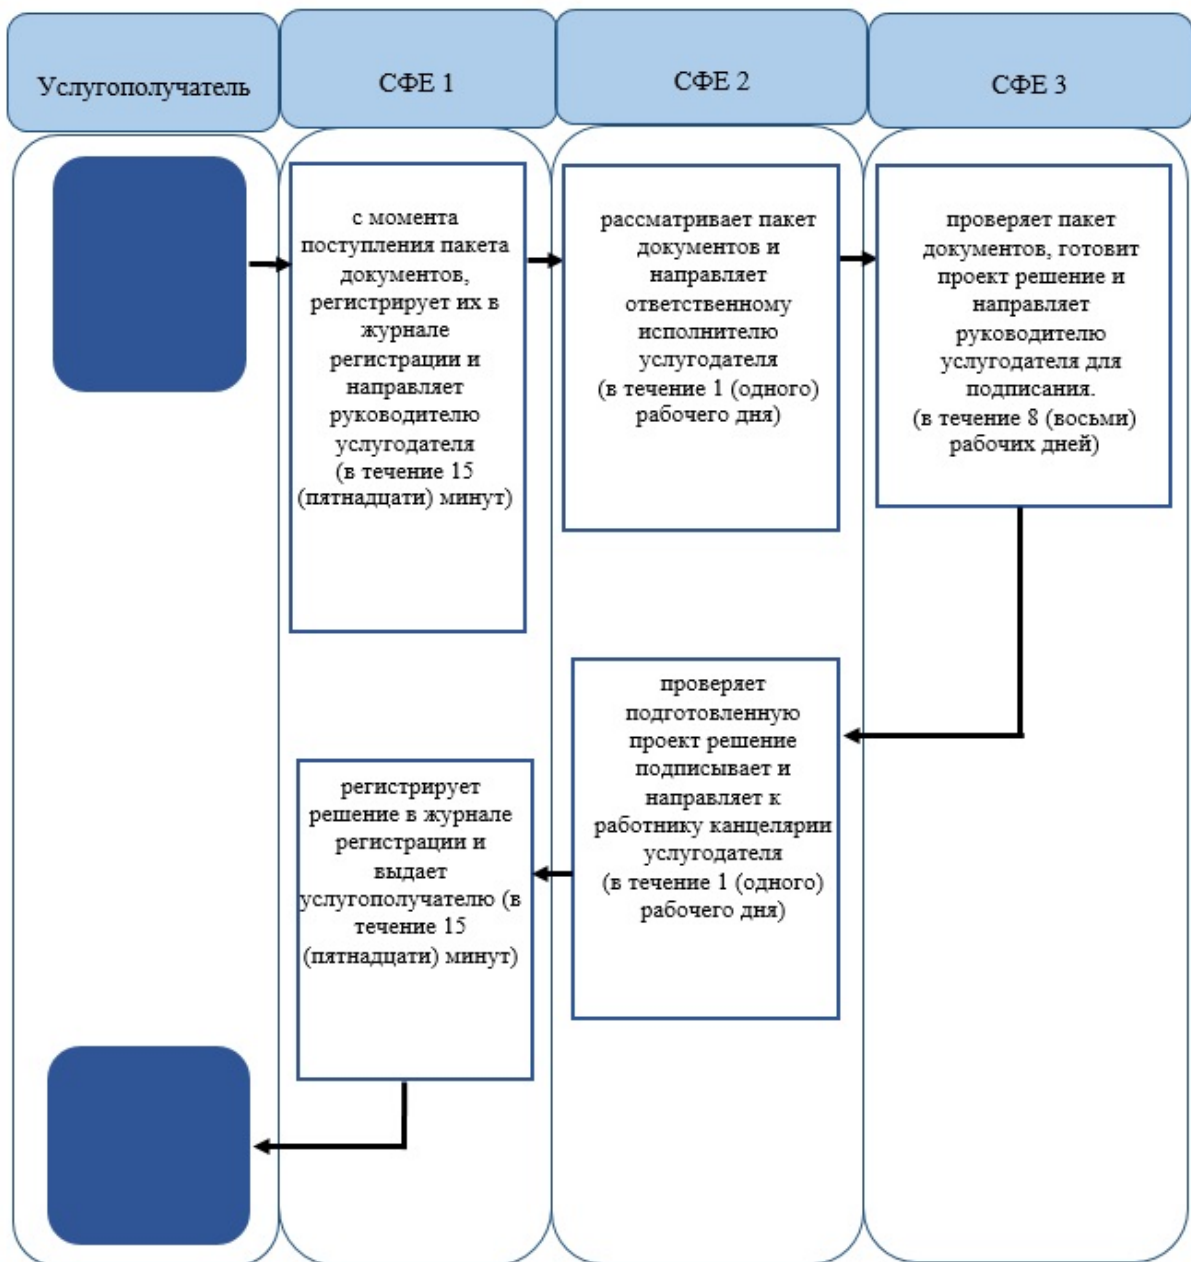 Услугополучатель
СФЕ 1
СФЕ 2
СФЕ 3
с момента
поступления пакета
документов,
регистрирует их в
журнале
регистрации и
направляет
руководителю
услугодателя
(в течение 15
(пятнадцати) минут)
рассматривает пакет
документов и
направляет
ответственному
исполнителю
услугодателя
(в течение 1 (одного)
рабочего дня)
проверяет пакет
документов, готовит
проект решение и
направляет
руководителю
услугодателя для
подписания.
(в течение 8 (восьми)
рабочих дней)
проверяет
подготовленную
проект решение
подписывает и
направляет к
работнику канцелярии
услугодателя
(в течение 1 (одного)
рабочего дня)
регистрирует
решение в журнале
регистрации и
выдает
услугополучателю (в
течение 15
(пятнадцати) минут)